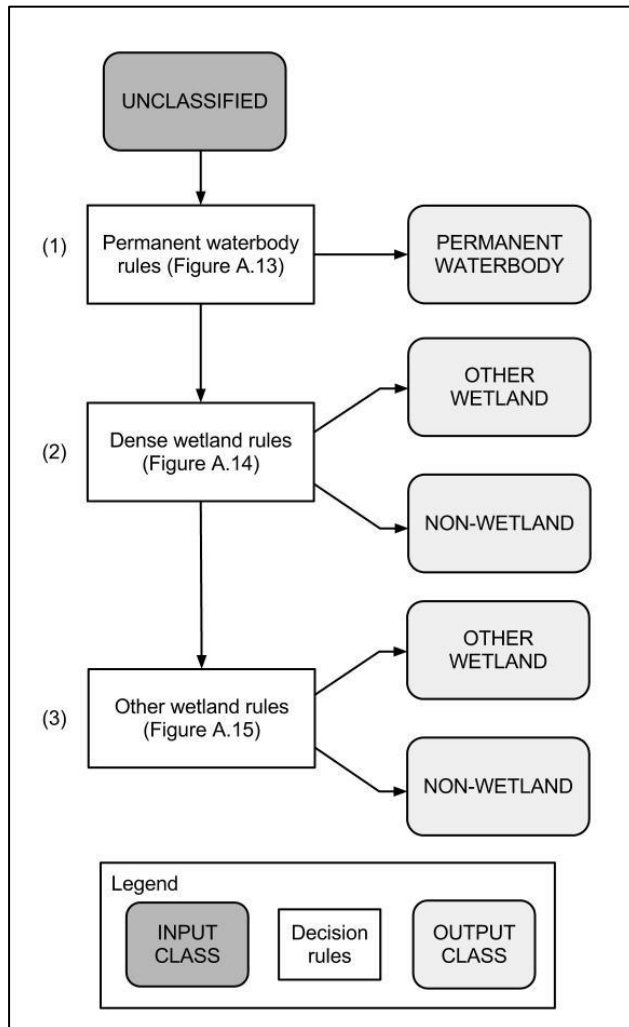 UNCLASSIFIED
(1)
Permanent waterbody
rules (Figure A.13)
PERMANENT
WATERBODY
OTHER
WETLAND
(2)
Dense wetland rules
(Figure A.14)
NON-WETLAND
OTHER
WETLAND
(3)
Other wetland rules
(Figure A.15)
NON-WETLAND
Legend
INPUT
CLASS
Decision
rules
OUTPUT
CLASS